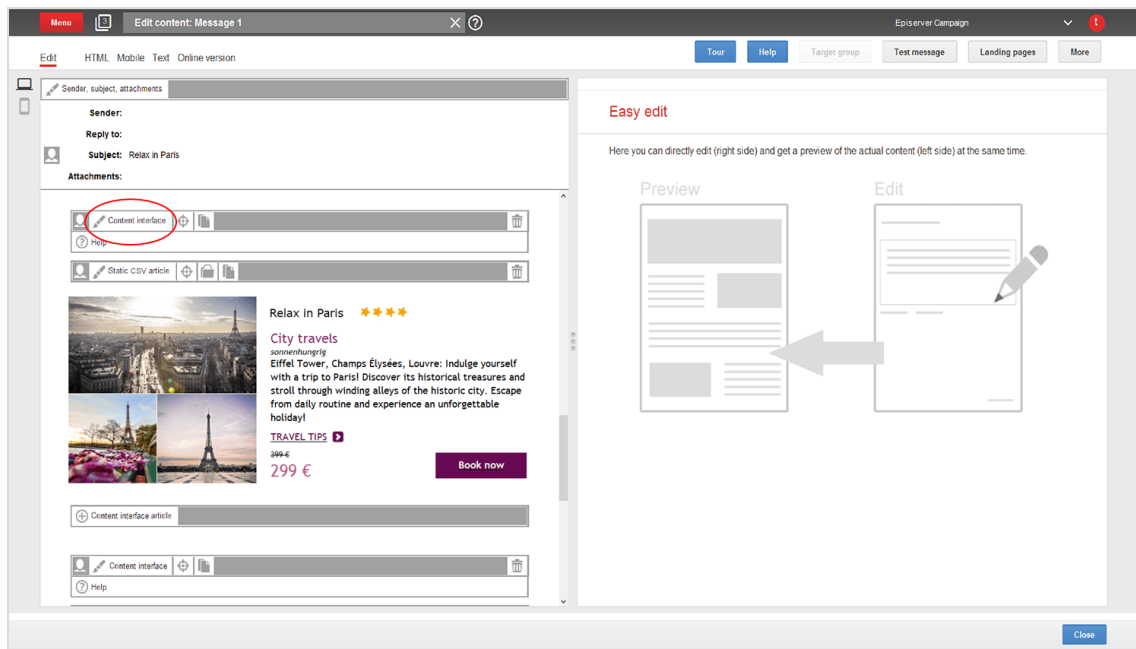 Menu
3
Edit content: Message 1
Episerver Campaign
t
Edit HTML Mobile Text Online version
Tour Help Target group Test message Landing pages More
Sender, subject, attachments
Sender:
Reply to:
Subject: Relax in Paris
Attachments:
Content interface
Help
Static CSV article
Relax in Paris
City travels
sonnenhungrig
Eiffel Tower, Champs Élysées, Louvre: Indulge yourself
with a trip to Paris! Discover its historical treasures and
stroll through winding alleys of the historic city. Escape
from daily routine and experience an unforgettable
holiday!
TRAVEL TIPS
399 €
299 €
Book now
Content interface article
Content interface
Help
Easy edit
Here you can directly edit (right side) and get a preview of the actual content (left side) at the same time.
Preview
Edit
Close